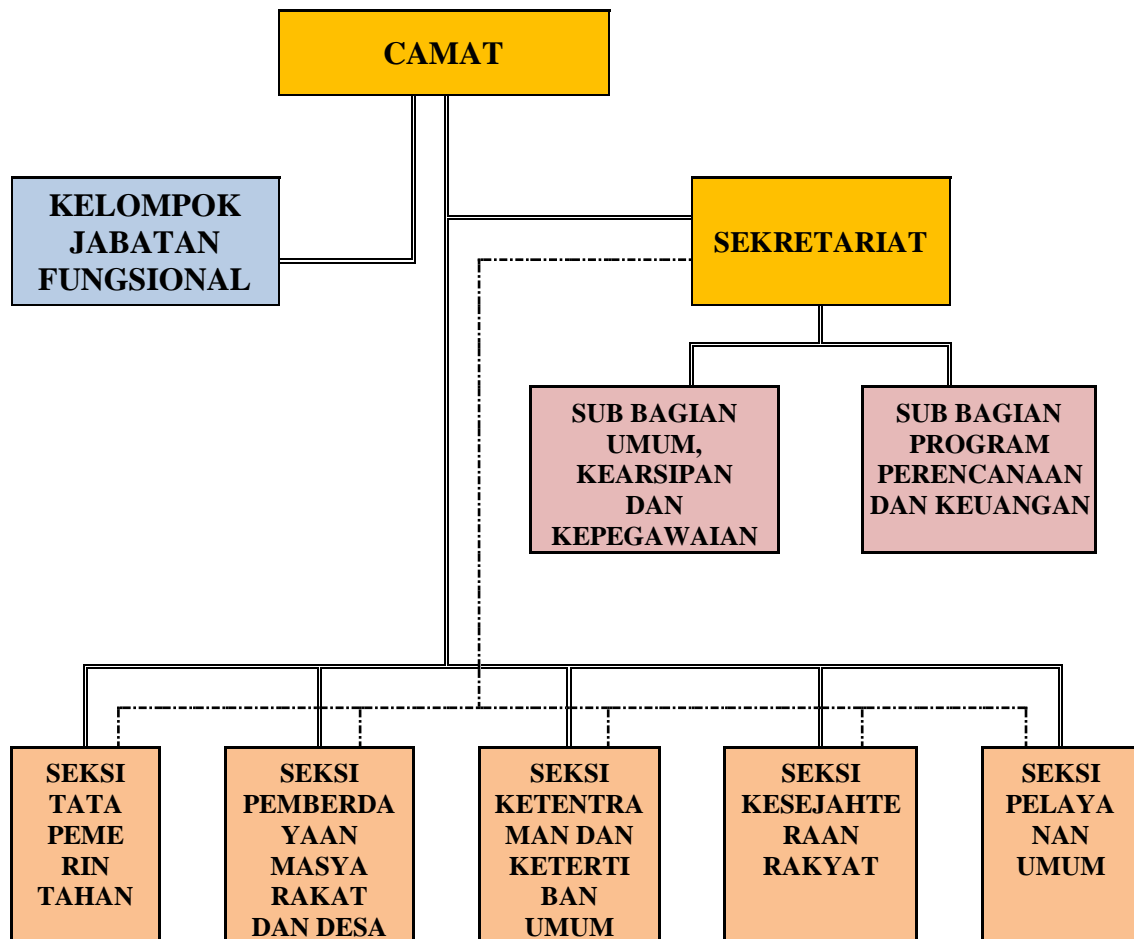 CAMAT
KELOMPOK
JABATAN
FUNGSIONAL
SEKRETARIAT
SUB BAGIAN
UMUM,
KEARSIPAN
DAN
KEPEGAWAIAN
SUB BAGIAN
PROGRAM
PERENCANAAN
DAN KEUANGAN
SEKSI
TATA
PEME
RIN
TAHAN
SEKSI
PEMBERDA
YAAN
MASYA
RAKAT
DAN DESA
SEKSI
KETENTRA
MAN DAN
KETERTI
BAN
UMUM
SEKSI
KESEJAHTE
RAAN
RAKYAT
SEKSI
PELAYA
NAN
UMUM